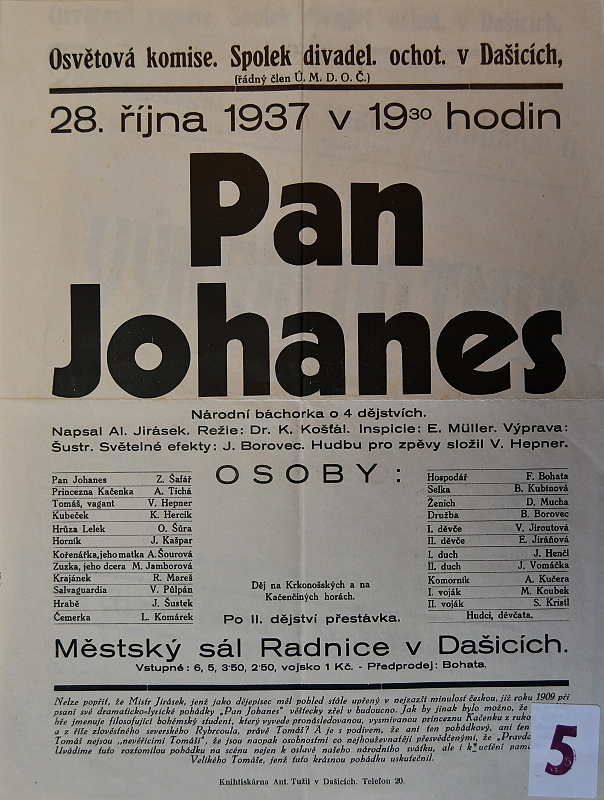 Osvětová komise. Spolek divadel. ochot. v Dašicích,
(řádný člen Ú. M. D. O. Č.)
28. října 1937 v 19³⁰ hodin
Pan
Johanes
Národní báchorka o 4 dějstvích.
Napsal Al. Jirásek. Režie: Dr. K. Košťál. Inspicie: E. Müller. Výprava:
Šustr. Světelné efekty: J. Borovec. Hudbu pro zpěvy složil V. Hepner.
OSOBY:
Pan Johanes Z. Šafář
Princezna Kačenka A. Tichá
Tomáš, vagant V. Hepner
Kubeček K. Hercík
Hrůza Lelek O. Šůra
Horník J. Kašpar
Kořenářka, jeho matka A. Šourová
Zuzka, jeho dcera M. Jamborová
Krajánek R. Mareš
Salvaguardia V. Půlpán
Hrabě J. Šustek
Čemerka L. Komárek
Hospodář F. Bohata
Selka B. Kubínová
Ženich D. Mucha
Družba B. Borovec
I. děvče V. Jiroutová
II. děvče E. Jiráňová
I. duch J. Henčl
II. duch J. Vomáčka
Komorník A. Kučera
I. voják M. Koubek
II. voják S. Kristl
Hudci, děvčata.
Děj na Krkonošských a na
Kačenčiných horách.
Po II. dějství přestávka.
Městský sál Radnice v Dašicích.
Vstupné: 6, 5, 3·50, 2·50, vojsko 1 Kč. - Předprodej: Bohata.
Nelze popříť, že Mistr Jirásek, jenž jako dějepisec měl pohled stále upřený v nejzazší minulost českou, již roku 1909 při
psaní své dramaticko-lyrické pohádky „Pan Johanes" věštecky zřel v budoucno. Jak by jinak bylo možno, že
hře jmenuje filosofující bohémský student, který vyvede pronásledovanou, vysmívanou princeznu Kačenku z
a z říše zlověstného severského Rybrcoula, právě Tomáš? A je s podivem, že ani ten pohádkový, ani ten
Tomáš nejsou „nevěřícími Tomáši", že jsou naopak osobnostmi co nejhouževnatěji přesvědčenými, že
Uvádíme tuto roztomilou pohádku na scénu nejen k oslavě našeho národního svátku, ale i k uctění
Velikého Tomáše, jenž tuto krásnou pohádku uskutečnil.
Knihtiskárna Ant. Tužil v Dašicích. Telefon 20.
5